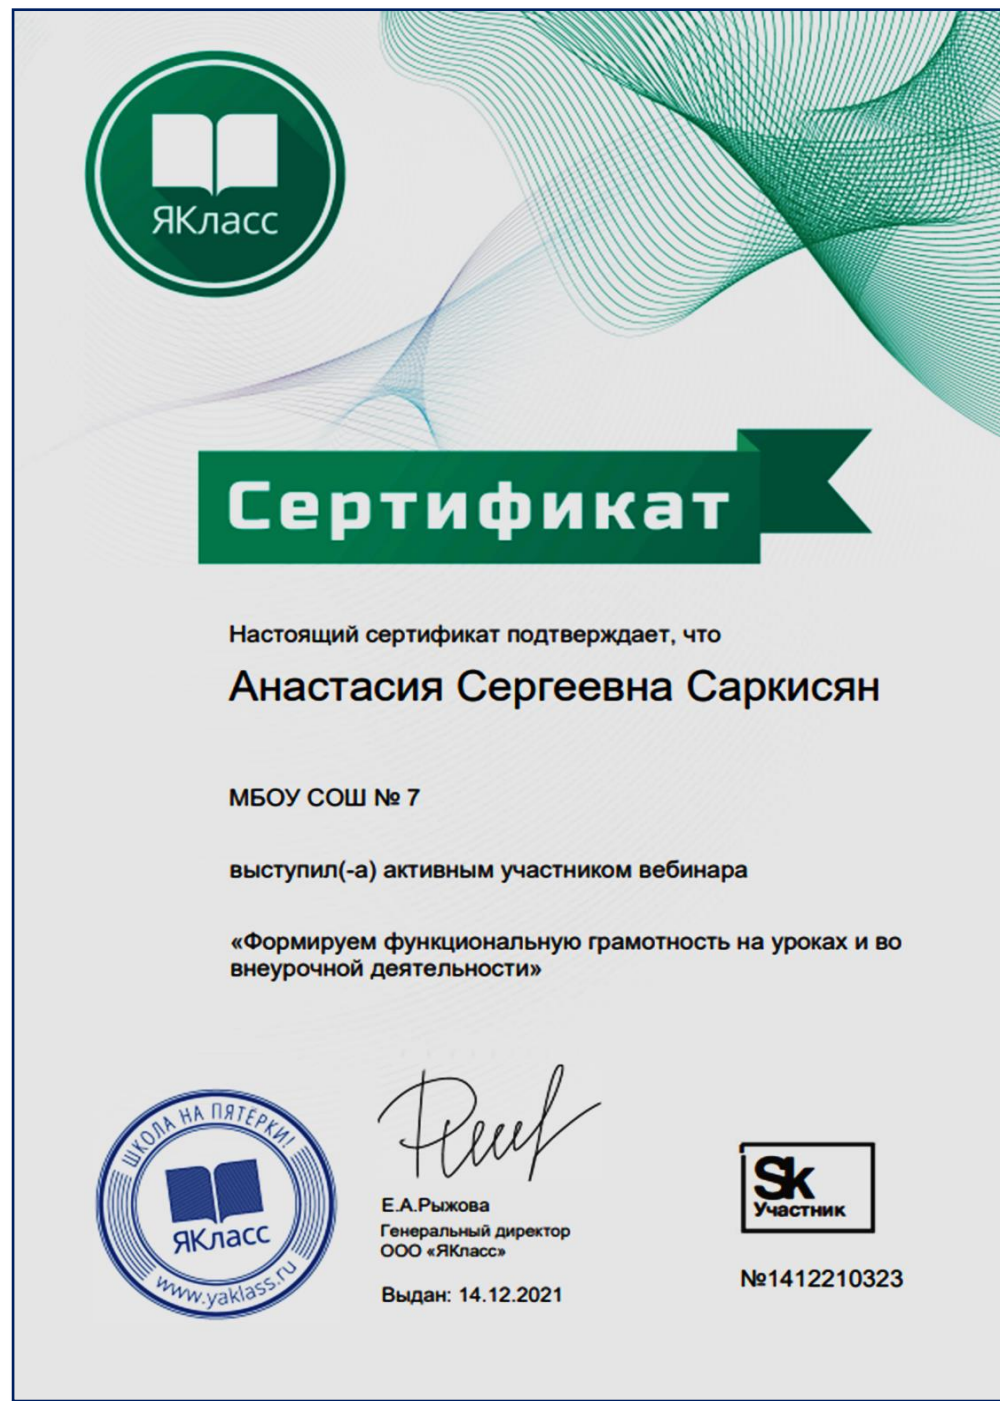 ЯКласс
Сертификат
Настоящий сертификат подтверждает, что
Анастасия Сергеевна Саркисян
МБОУ СОШ № 7
выступил(-а) активным участником вебинара
«Формируем функциональную грамотность на уроках и во
внеурочной деятельности»
ШКОЛА НА ПЯТЁРКИ!
ЯКласс
www.yaklass.ru
Е.А.Рыжова
Генеральный директор
ООО «ЯКласс»
Выдан: 14.12.2021
Sk
Участник
№1412210323